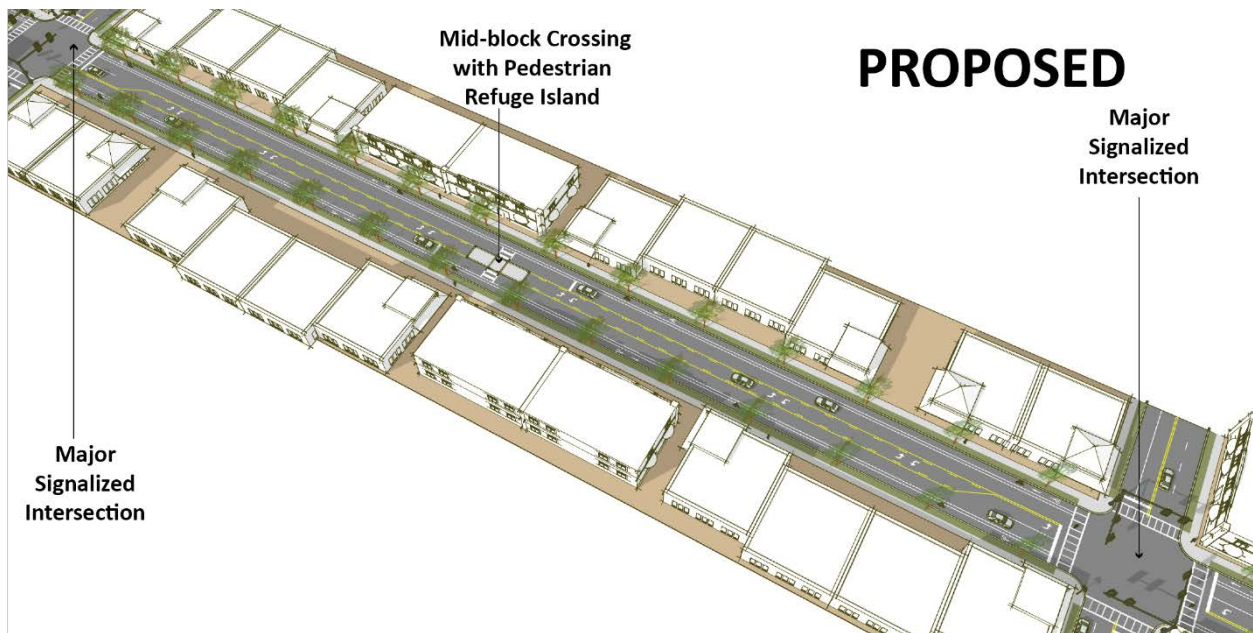 Mid-block Crossing
with Pedestrian
Refuge Island
PROPOSED
Major
Signalized
Intersection
Major
Signalized
Intersection